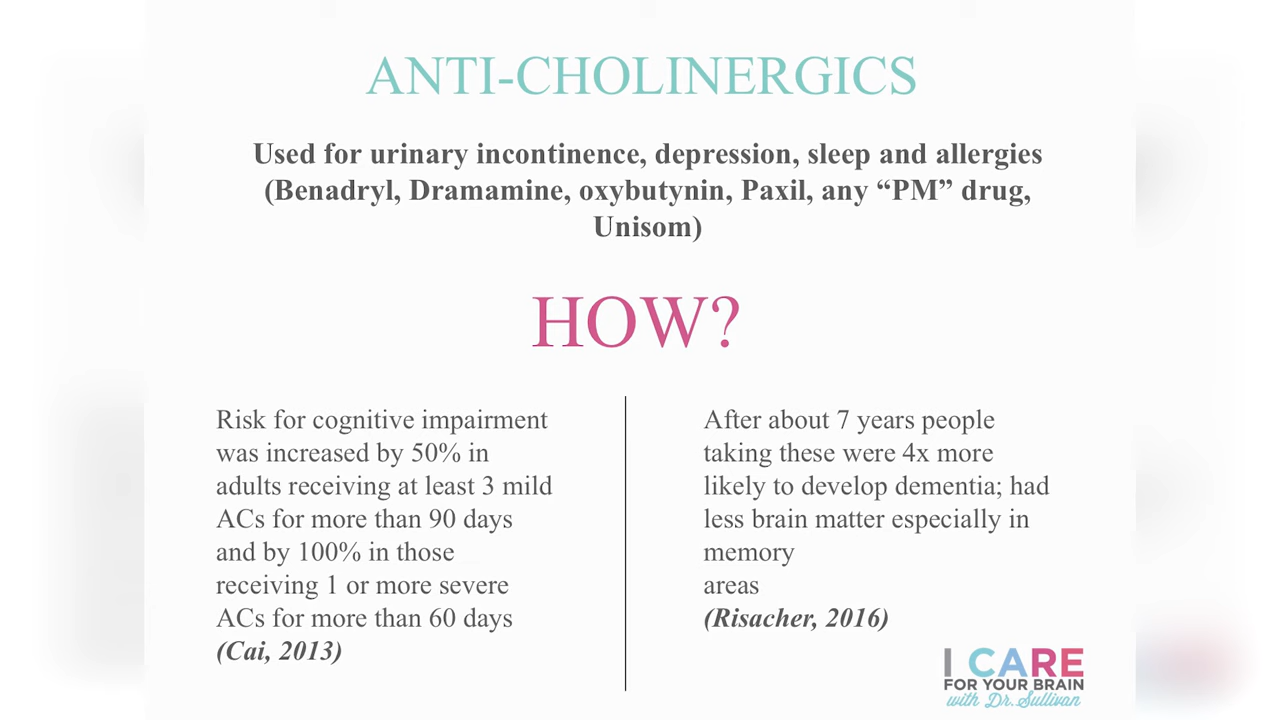 ANTI-CHOLINERGICS
Used for urinary incontinence, depression, sleep and allergies
(Benadryl, Dramamine, oxybutynin, Paxil, any “PM” drug,
Unisom)
HOW?
Risk for cognitive impairment
was increased by 50% in
adults receiving at least 3 mild
ACs for more than 90 days
and by 100% in those
receiving 1 or more severe
ACs for more than 60 days
(Cai, 2013)
After about 7 years people
taking these were 4x more
likely to develop dementia; had
less brain matter especially in
memory
areas
(Risacher, 2016)
I CARE
FOR YOUR BRAIN
with Dr. Sullivan